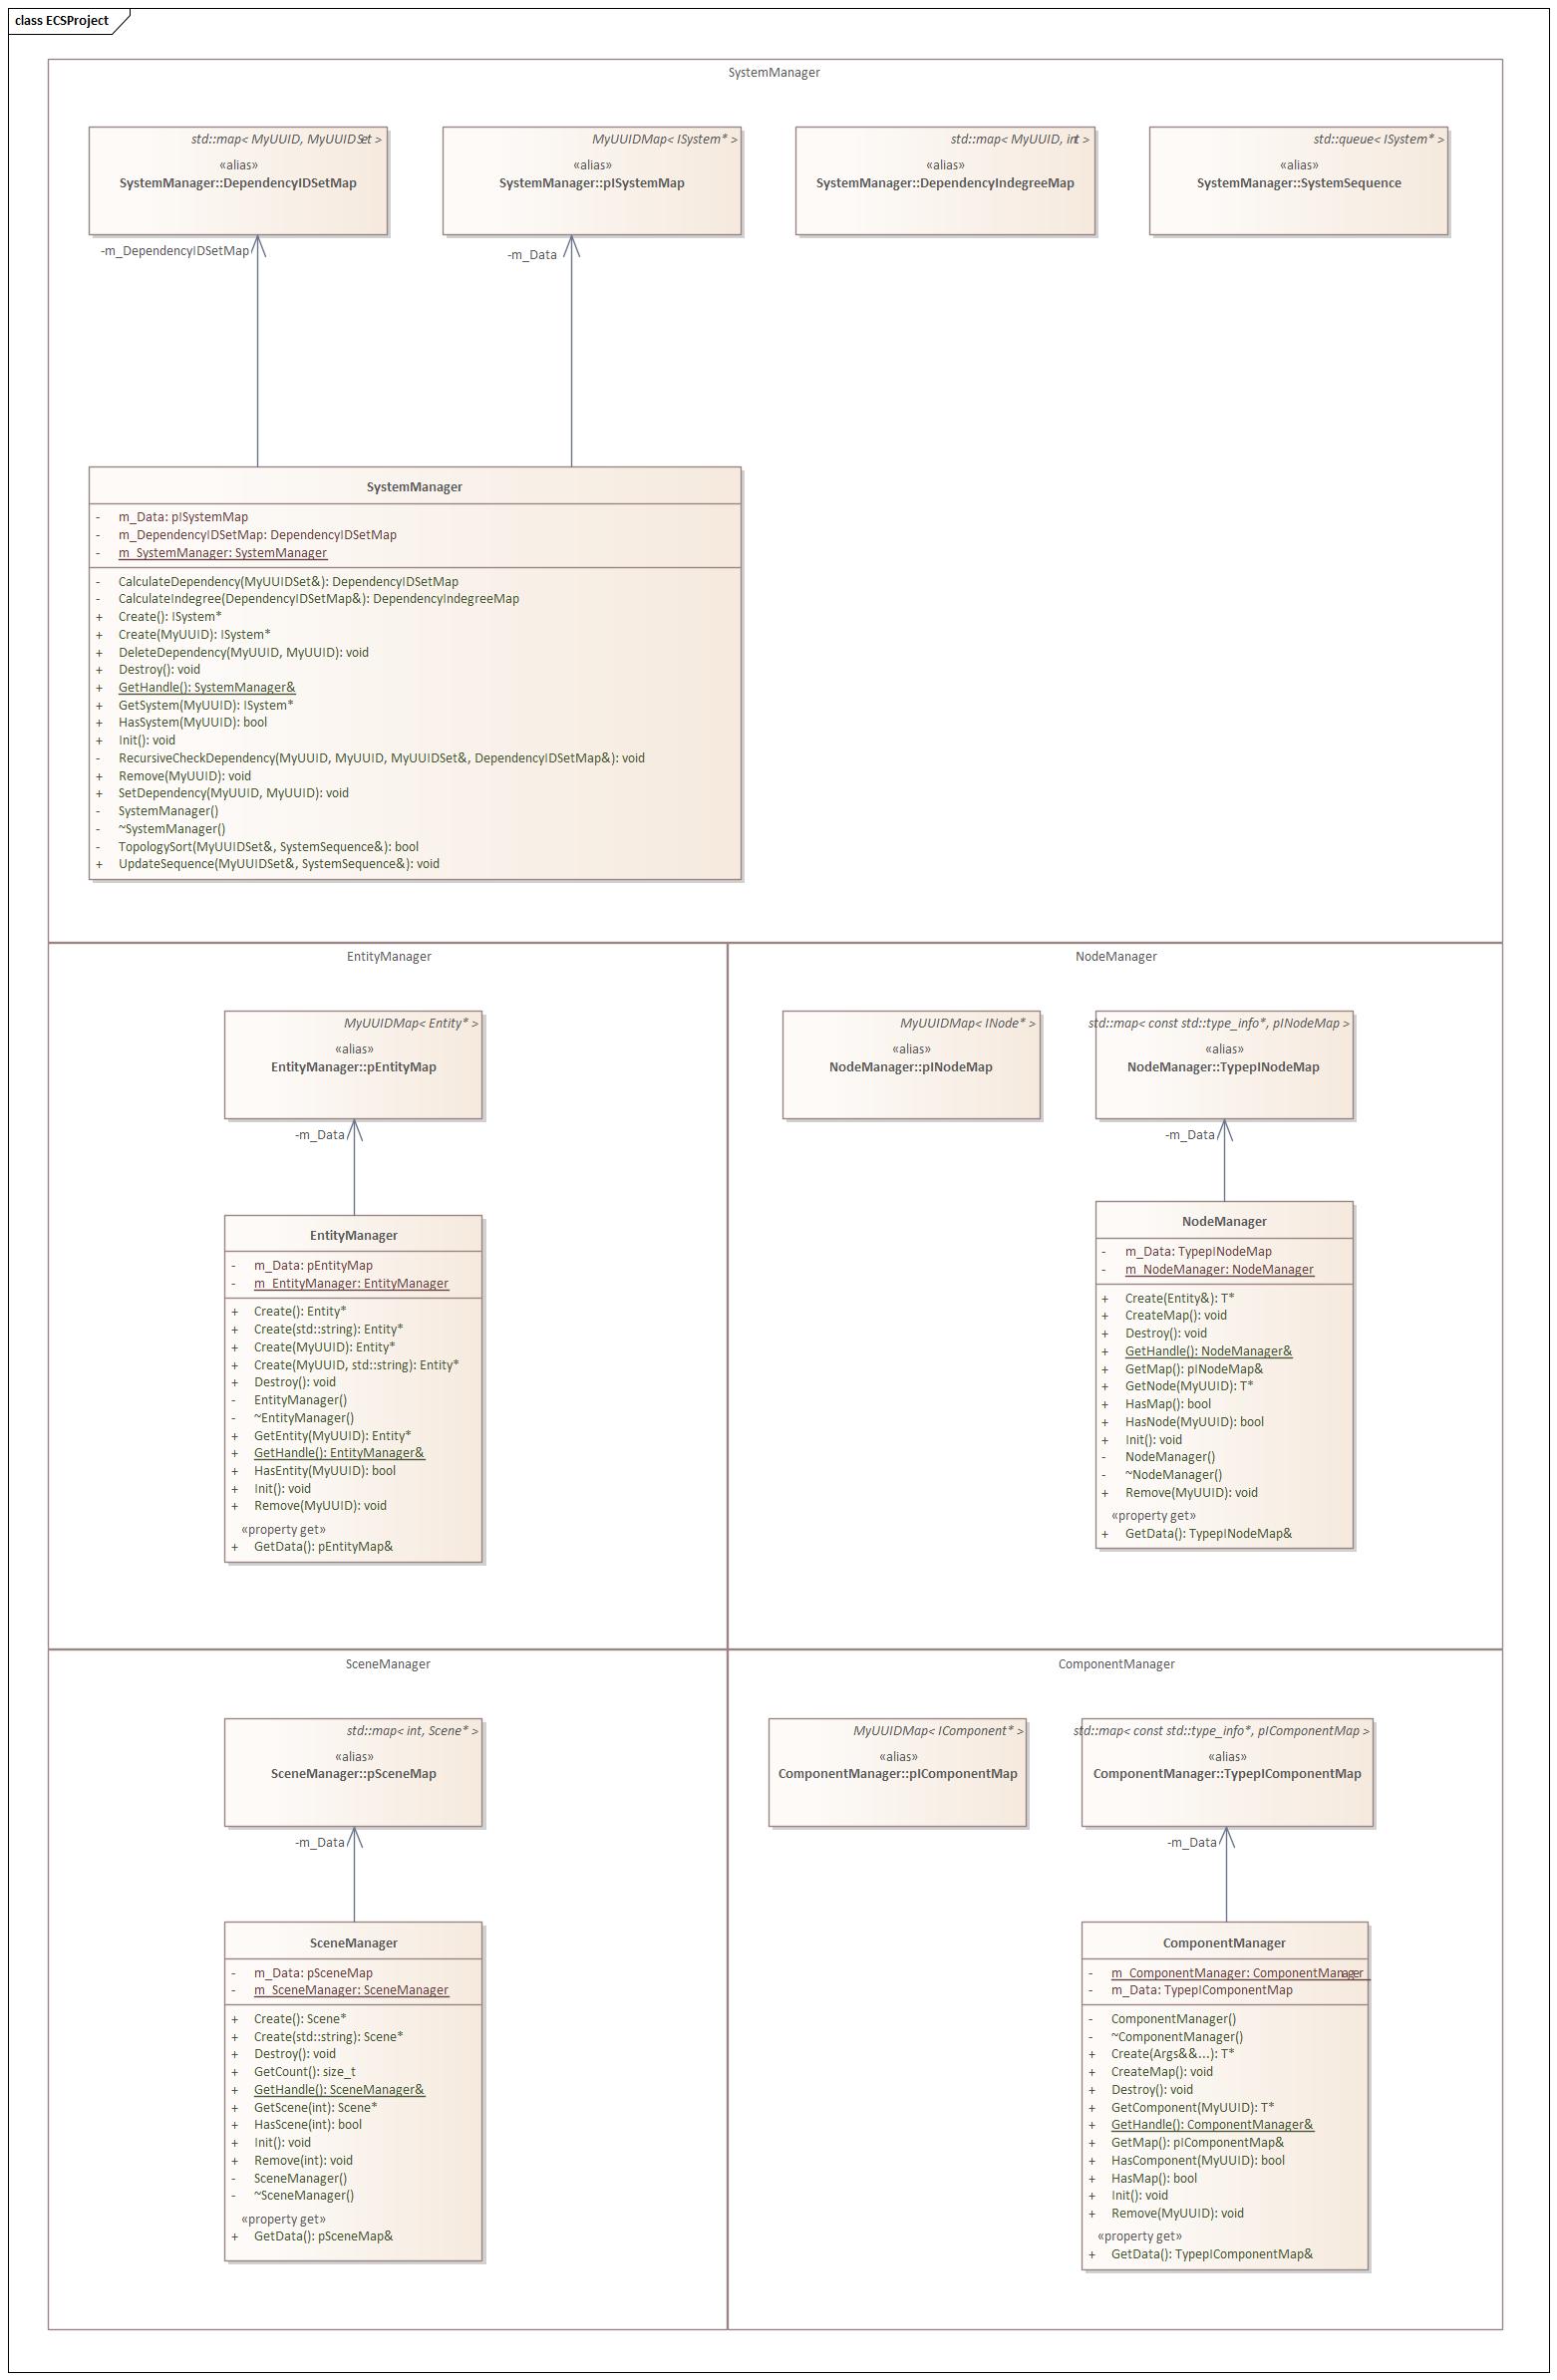 class ECSProject
SystemManager
std::map< MyUUID, MyUUIDSet >
«alias»
SystemManager::DependencyIDSetMap
MyUUIDMap< ISystem* >
«alias»
SystemManager::pISystemMap
std::map< MyUUID, int >
«alias»
SystemManager::DependencyIndegreeMap
std::queue< ISystem* >
«alias»
SystemManager::SystemSequence
-m_DependencyIDSetMap
-m_Data
SystemManager
- m_Data: pISystemMap
- m_DependencyIDSetMap: DependencyIDSetMap
- m_SystemManager: SystemManager
- CalculateDependency(MyUUIDSet&): DependencyIDSetMap
- CalculateIndegree(DependencyIDSetMap&): DependencyIndegreeMap
+ Create(): ISystem*
+ Create(MyUUID): ISystem*
+ DeleteDependency(MyUUID, MyUUID): void
+ Destroy(): void
+ GetHandle(): SystemManager&
+ GetSystem(MyUUID): ISystem*
+ HasSystem(MyUUID): bool
+ Init(): void
- RecursiveCheckDependency(MyUUID, MyUUID, MyUUIDSet&, DependencyIDSetMap&): void
+ Remove(MyUUID): void
+ SetDependency(MyUUID, MyUUID): void
- SystemManager()
- ~SystemManager()
- TopologySort(MyUUIDSet&, SystemSequence&): bool
+ UpdateSequence(MyUUIDSet&, SystemSequence&): void
EntityManager
MyUUIDMap< Entity* >
«alias»
EntityManager::pEntityMap
-m_Data
EntityManager
- m_Data: pEntityMap
- m_EntityManager: EntityManager
+ Create(): Entity*
+ Create(std::string): Entity*
+ Create(MyUUID): Entity*
+ Create(MyUUID, std::string): Entity*
+ Destroy(): void
- EntityManager()
- ~EntityManager()
+ GetEntity(MyUUID): Entity*
+ GetHandle(): EntityManager&
+ HasEntity(MyUUID): bool
+ Init(): void
+ Remove(MyUUID): void
«property get»
+ GetData(): pEntityMap&
NodeManager
MyUUIDMap< INode* >
«alias»
NodeManager::pINodeMap
std::map< const std::type_info*, pINodeMap >
«alias»
NodeManager::TypepINodeMap
-m_Data
NodeManager
- m_Data: TypepINodeMap
- m_NodeManager: NodeManager
+ Create(Entity&): T*
+ CreateMap(): void
+ Destroy(): void
+ GetHandle(): NodeManager&
+ GetMap(): pINodeMap&
+ GetNode(MyUUID): T*
+ HasMap(): bool
+ HasNode(MyUUID): bool
+ Init(): void
- NodeManager()
- ~NodeManager()
+ Remove(MyUUID): void
«property get»
+ GetData(): TypepINodeMap&
SceneManager
std::map< int, Scene* >
«alias»
SceneManager::pSceneMap
-m_Data
SceneManager
- m_Data: pSceneMap
- m_SceneManager: SceneManager
+ Create(): Scene*
+ Create(std::string): Scene*
+ Destroy(): void
+ GetCount(): size_t
+ GetHandle(): SceneManager&
+ GetScene(int): Scene*
+ HasScene(int): bool
+ Init(): void
+ Remove(int): void
- SceneManager()
- ~SceneManager()
«property get»
+ GetData(): pSceneMap&
ComponentManager
MyUUIDMap< IComponent* >
«alias»
ComponentManager::pIComponentMap
std::map< const std::type_info*, pIComponentMap >
«alias»
ComponentManager::TypepIComponentMap
-m_Data
ComponentManager
- m_ComponentManager: ComponentManager
- m_Data: TypepIComponentMap
- ComponentManager()
- ~ComponentManager()
+ Create(Args&&...): T*
+ CreateMap(): void
+ Destroy(): void
+ GetComponent(MyUUID): T*
+ GetHandle(): ComponentManager&
+ GetMap(): pIComponentMap&
+ HasComponent(MyUUID): bool
+ HasMap(): bool
+ Init(): void
+ Remove(MyUUID): void
«property get»
+ GetData(): TypepIComponentMap&